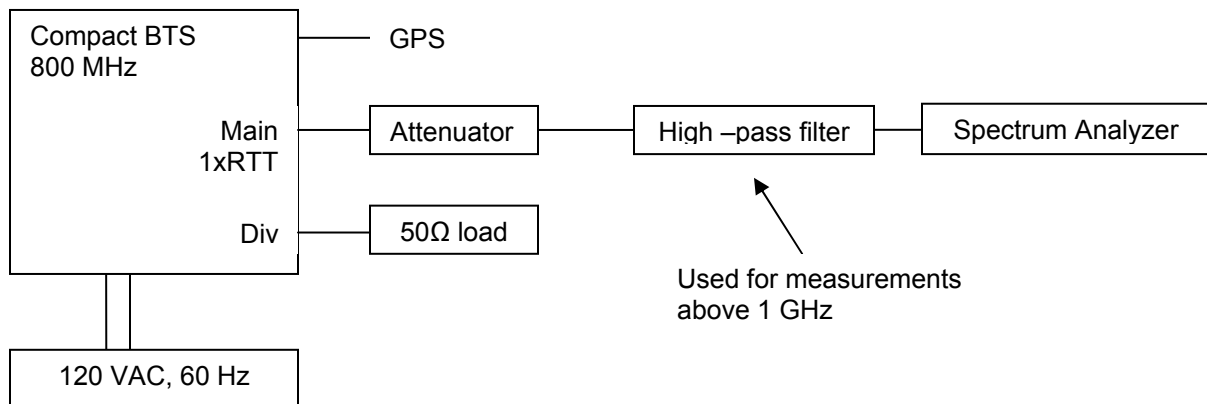 Compact BTS
800 MHz
GPS
Main
1xRTT
Attenuator
High –pass filter
Spectrum Analyzer
Div
50Ω load
Used for measurements
above 1 GHz
120 VAC, 60 Hz